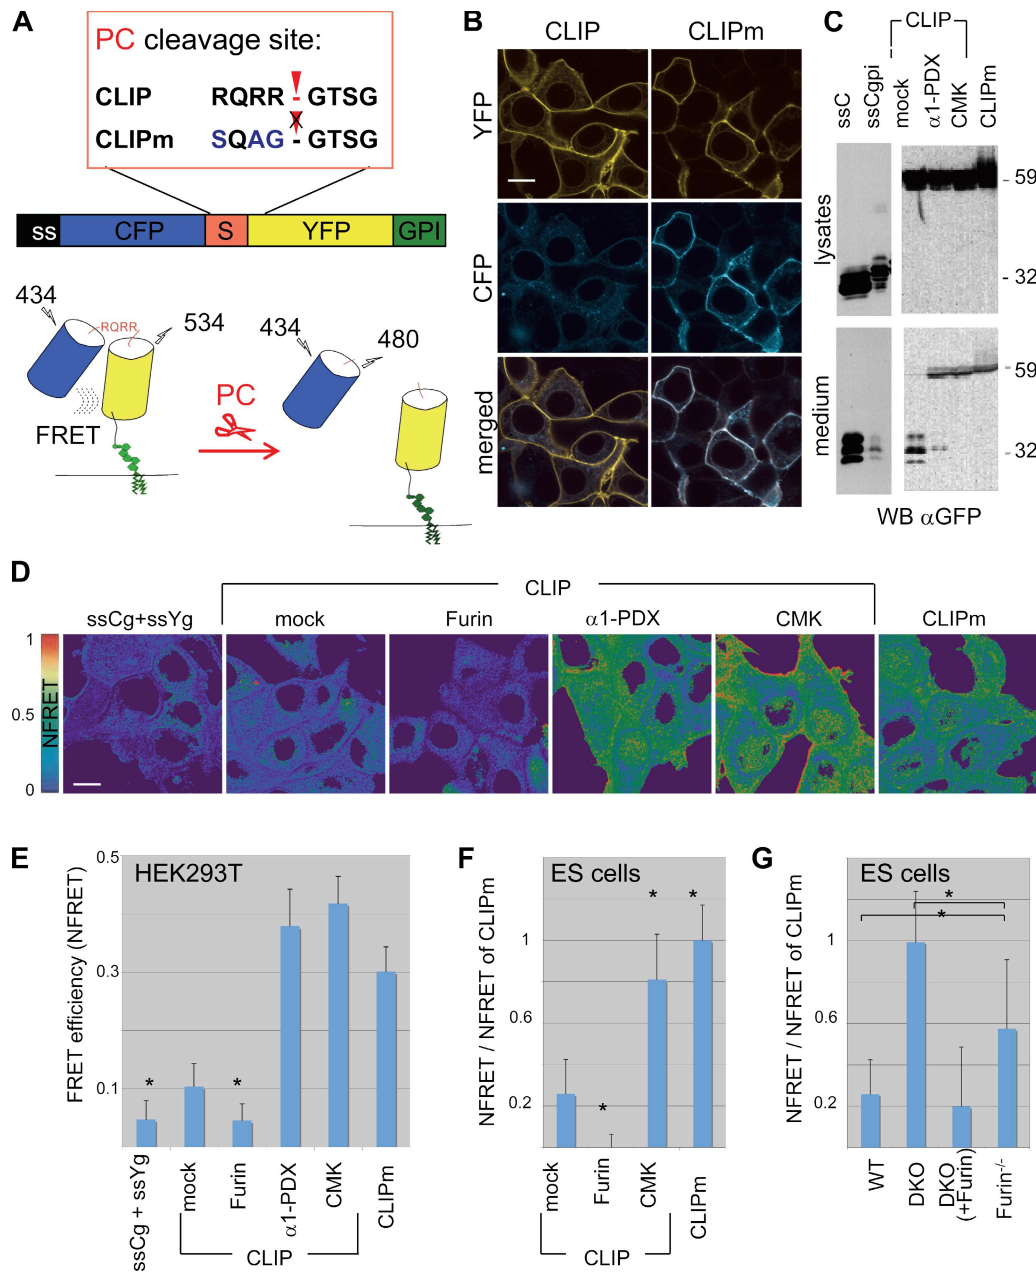 A
PC cleavage site:
CLIP RQRR - GTSG
CLIPm SQAG - GTSG
ss CFP S YFP GPI
434
RQRR
534
FRET
PC
434
480
B
CLIP CLIPm
YFP
CFP
merged
C
CLIP
ssC
ssCgpi
mock
α1-PDX
CMK
CLIPm
lysates
- 59
- 32
medium
-59
- 32
WB αGFP
D
CLIP
ssCg+ssYg mock Furin α1-PDX CMK CLIPm
1
0.5
0
NFRET
E
HEK293T
FRET efficiency (NFRET)
0.5
0.3
0.1
*
*
ssCg + ssYg
mock
Furin
α1-PDX
CMK
CLIPm
CLIP
F
ES cells
NFRET / NFRET of CLIPm
1
0.6
0.2
*
*
*
mock
Furin
CMK
CLIPm
CLIP
G
ES cells
NFRET / NFRET of CLIPm
1
0.6
0.2
*
*
WT
DKO
DKO
(+Furin)
Furin-/-